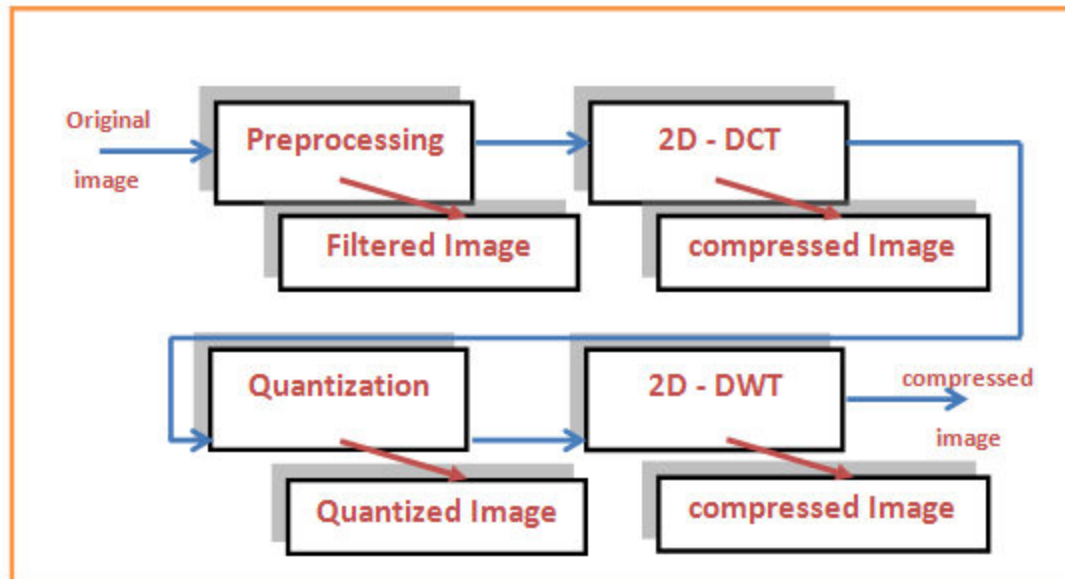 Original
image
Preprocessing
Filtered Image
2D - DCT
compressed Image
Quantization
Quantized Image
2D - DWT
compressed Image
compressed
image